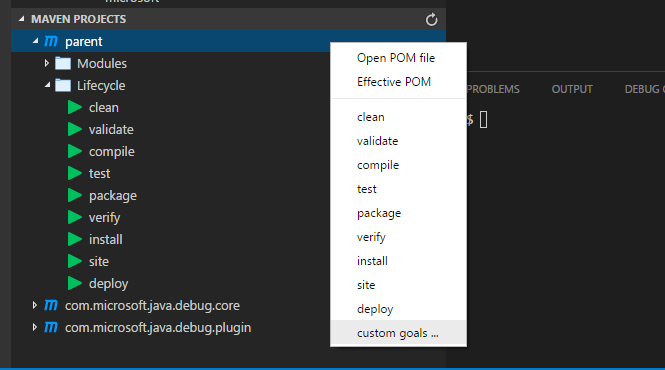 microsoft
MAVEN PROJECTS
parent
Modules
Lifecycle
clean
validate
compile
test
package
verify
install
site
deploy
com.microsoft.java.debug.core
com.microsoft.java.debug.plugin
Open POM file
Effective POM
clean
validate
compile
test
package
verify
install
site
deploy
custom goals ...
PROBLEMS OUTPUT DEBUG
$